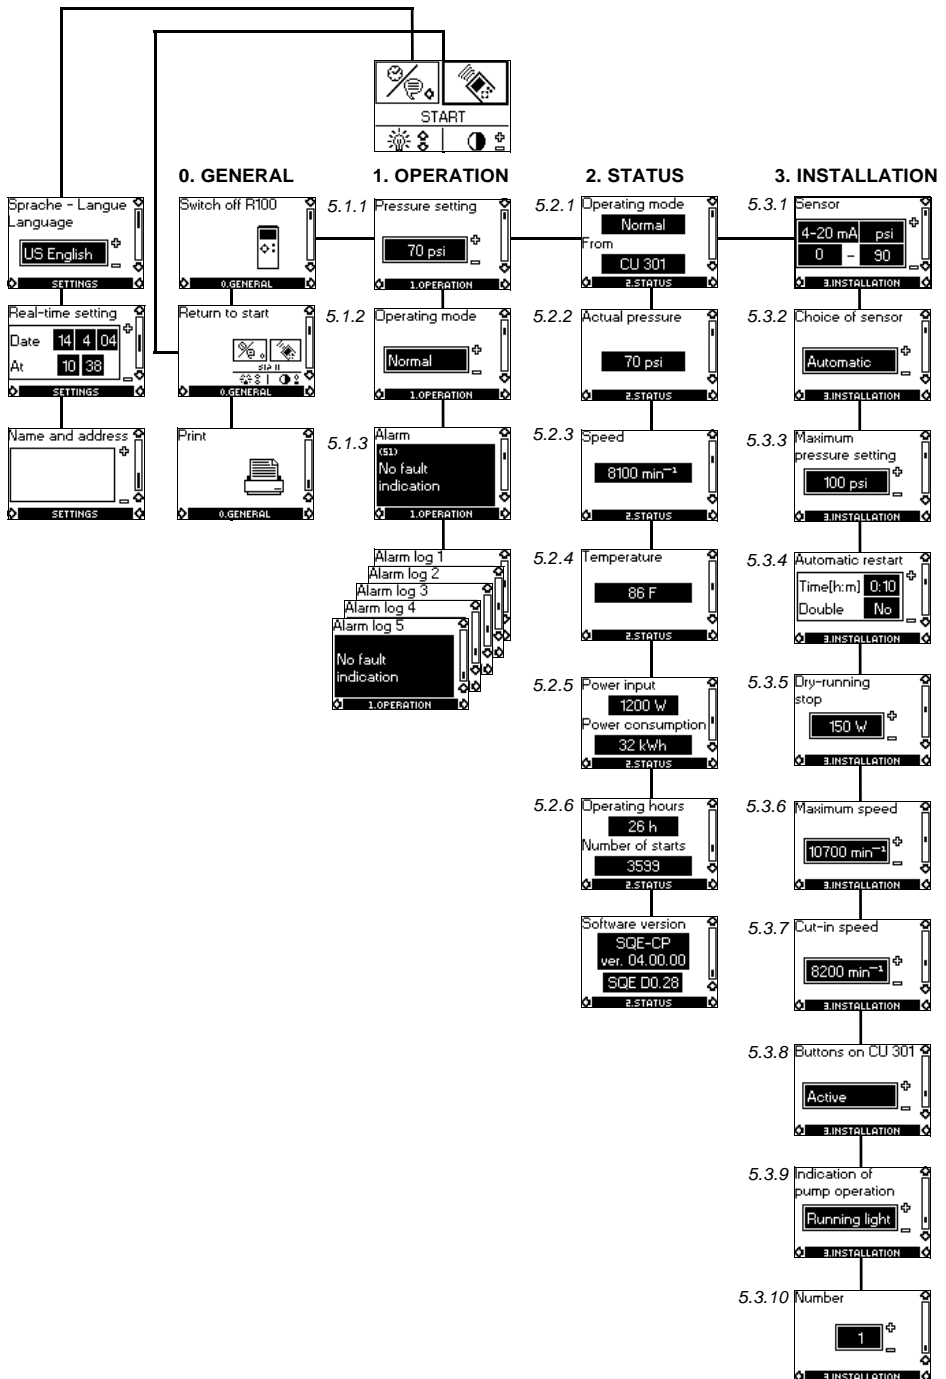 START
0. GENERAL
1. OPERATION
2. STATUS
3. INSTALLATION
Sprache - Langue
Language
US English
SETTINGS
Real-time setting
Date 14 4 04
At 10 38
SETTINGS
Name and address
SETTINGS
Switch off R100
0.GENERAL
Return to start
START
0.GENERAL
Print
0.GENERAL
5.1.1 Pressure setting
70 psi
1.OPERATION
5.1.2 Operating mode
Normal
1.OPERATION
5.1.3 Alarm
(51)
No fault
indication
1.OPERATION
Alarm log 1
Alarm log 2
Alarm log 3
Alarm log 4
Alarm log 5
No fault
indication
1.OPERATION
5.2.1 Operating mode
Normal
From
CU 301
2.STATUS
5.2.2 Actual pressure
70 psi
2.STATUS
5.2.3 Speed
8100 min⁻¹
2.STATUS
5.2.4 Temperature
86 F
2.STATUS
5.2.5 Power input
1200 W
Power consumption
32 kWh
2.STATUS
5.2.6 Operating hours
26 h
Number of starts
3599
2.STATUS
Software version
SQE-CP
ver. 04.00.00
SQE D0.28
2.STATUS
5.3.1 Sensor
4-20 mA psi
0 - 90
3.INSTALLATION
5.3.2 Choice of sensor
Automatic
3.INSTALLATION
5.3.3 Maximum
pressure setting
100 psi
3.INSTALLATION
5.3.4 Automatic restart
Time[h:m] 0:10
Double No
3.INSTALLATION
5.3.5 Dry-running
stop
150 W
3.INSTALLATION
5.3.6 Maximum speed
10700 min⁻¹
3.INSTALLATION
5.3.7 Cut-in speed
8200 min⁻¹
3.INSTALLATION
5.3.8 Buttons on CU 301
Active
3.INSTALLATION
5.3.9 Indication of
pump operation
Running light
3.INSTALLATION
5.3.10 Number
1
3.INSTALLATION